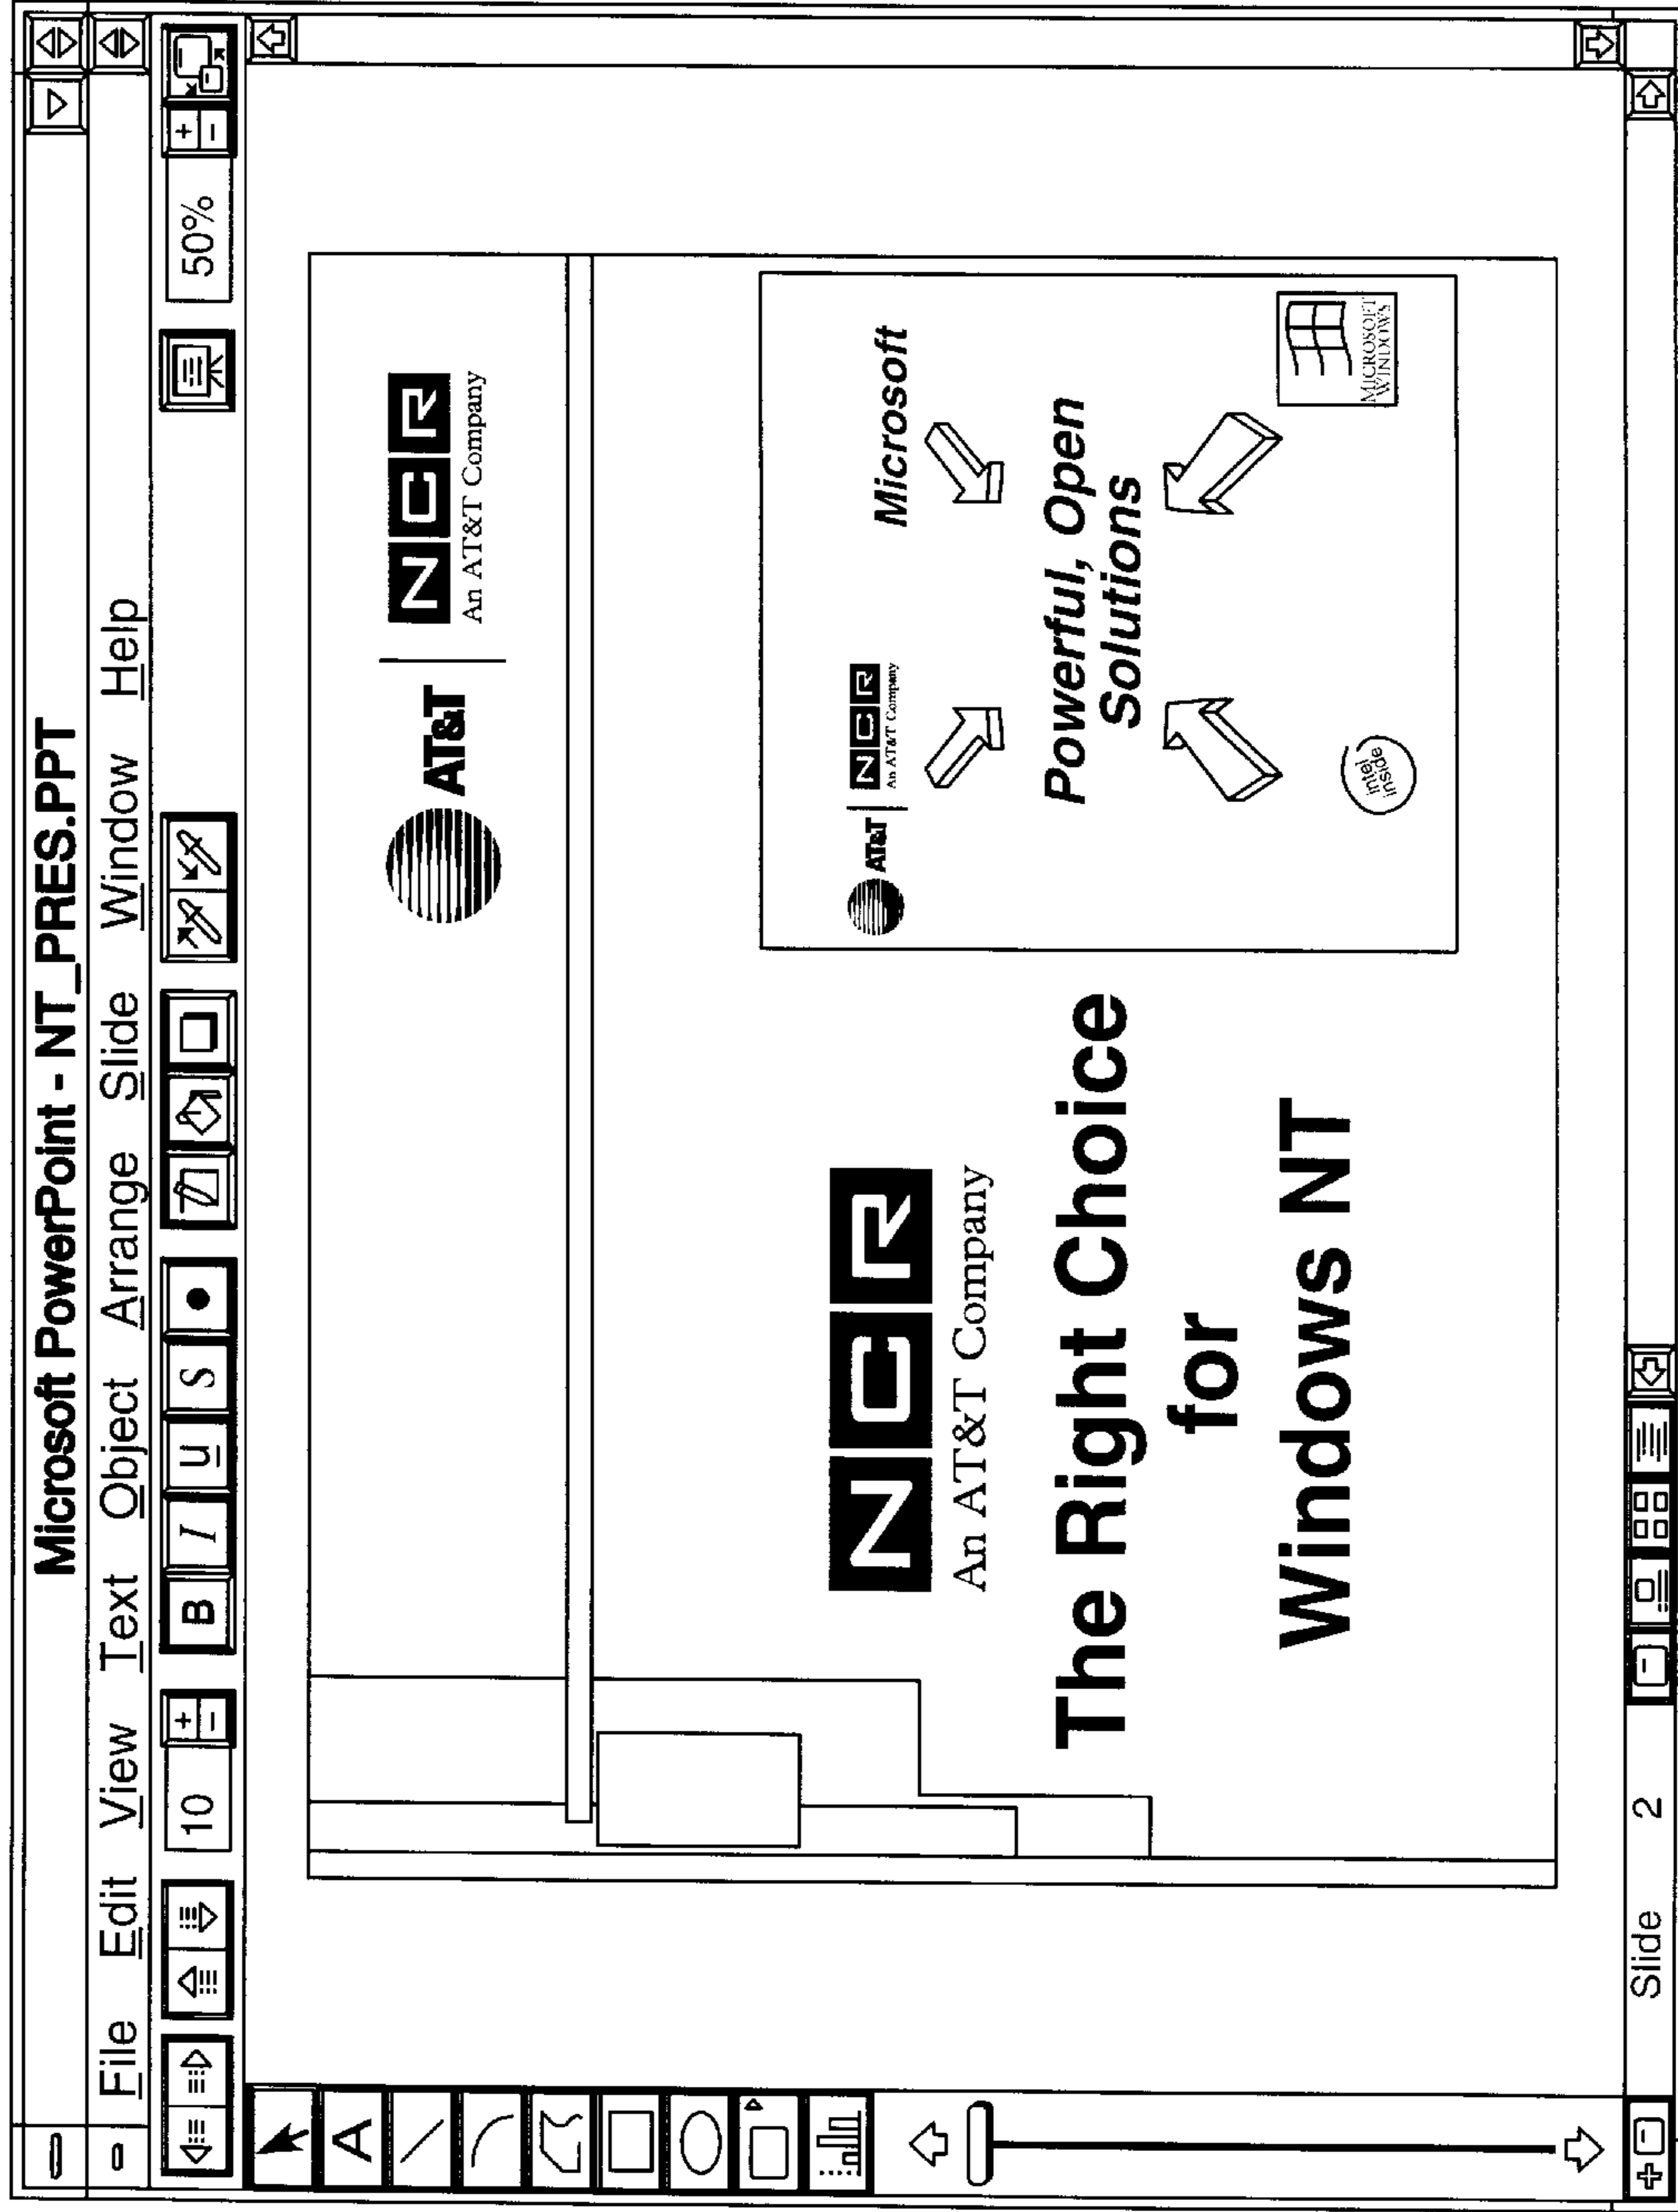 Microsoft PowerPoint - NT_PRES.PPT
File Edit View Text Object Arrange Slide Window Help
10 + - B I U S 50% + -
A
AT&T NCR
An AT&T Company
NCR
An AT&T Company
The Right Choice
for
Windows NT
AT&T NCR
An AT&T Company
Microsoft
Powerful, Open
Solutions
intel
inside
MICROSOFT
WINDOWS
Slide 2